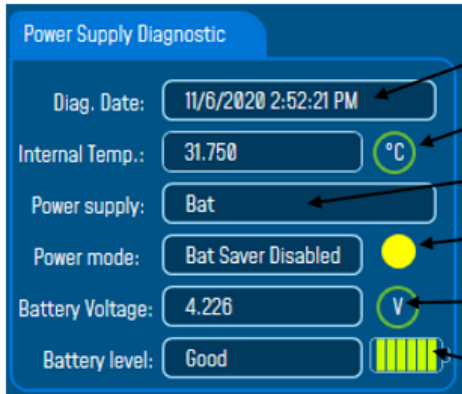 Power Supply Diagnostic
Diag. Date: 11/6/2020 2:52:21 PM
Internal Temp.: 31.750 °C
Power supply: Bat
Power mode: Bat Saver Disabled
Battery Voltage: 4.226 V
Battery level: Good